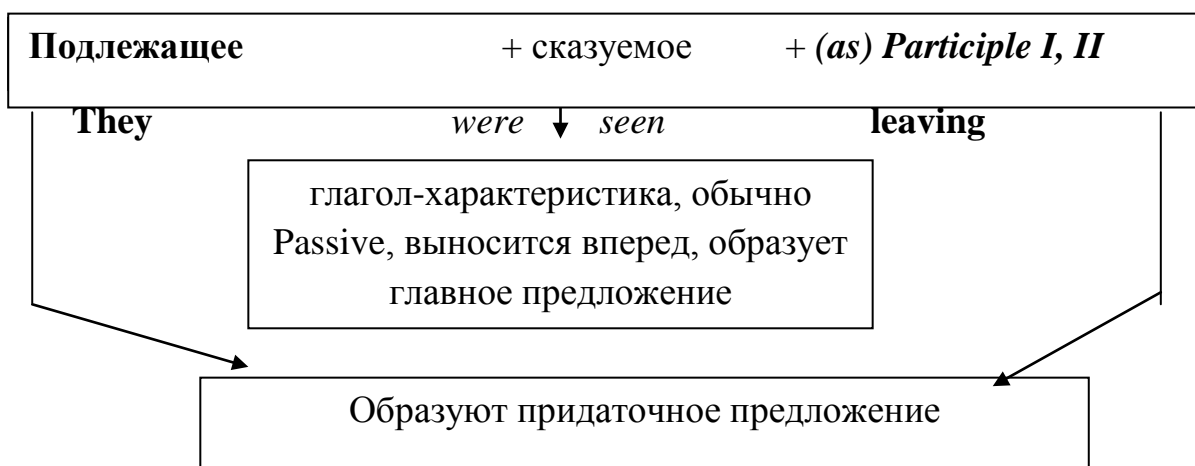 Подлежащее + сказуемое + (as) Participle I, II
They were seen leaving
глагол-характеристика, обычно
Passive, выносится вперед, образует
главное предложение
Образуют придаточное предложение